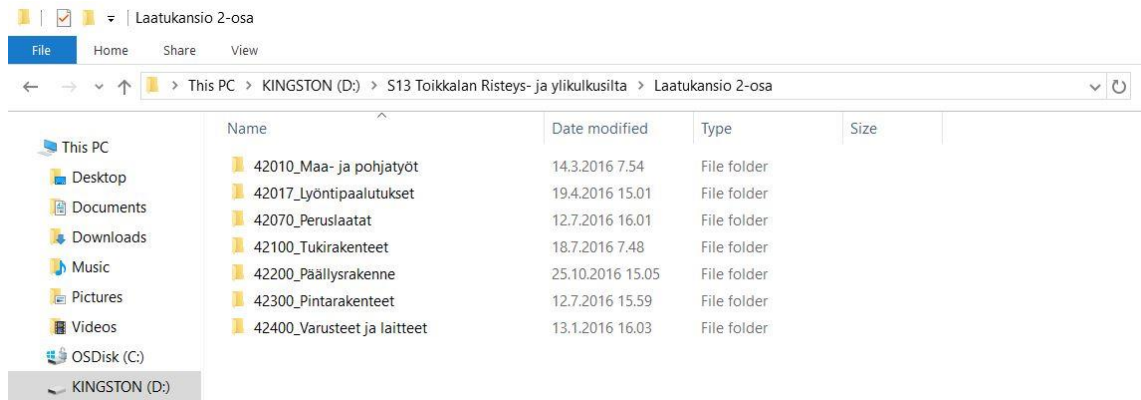 Laatukansio 2-osa
File Home Share View
This PC > KINGSTON (D:) > S13 Toikkalan Risteys- ja ylikulkusilta > Laatukansio 2-osa
Name Date modified Type Size
This PC
Desktop
Documents
Downloads
Music
Pictures
Videos
OSDisk (C:)
KINGSTON (D:)
42010_Maa- ja pohjatyöt 14.3.2016 7.54 File folder
42017_Lyöntipaalutukset 19.4.2016 15.01 File folder
42070_Peruslaatat 12.7.2016 16.01 File folder
42100_Tukirakenteet 18.7.2016 7.48 File folder
42200_Päällysrakenne 25.10.2016 15.05 File folder
42300_Pintarakenteet 12.7.2016 15.59 File folder
42400_Varusteet ja laitteet 13.1.2016 16.03 File folder